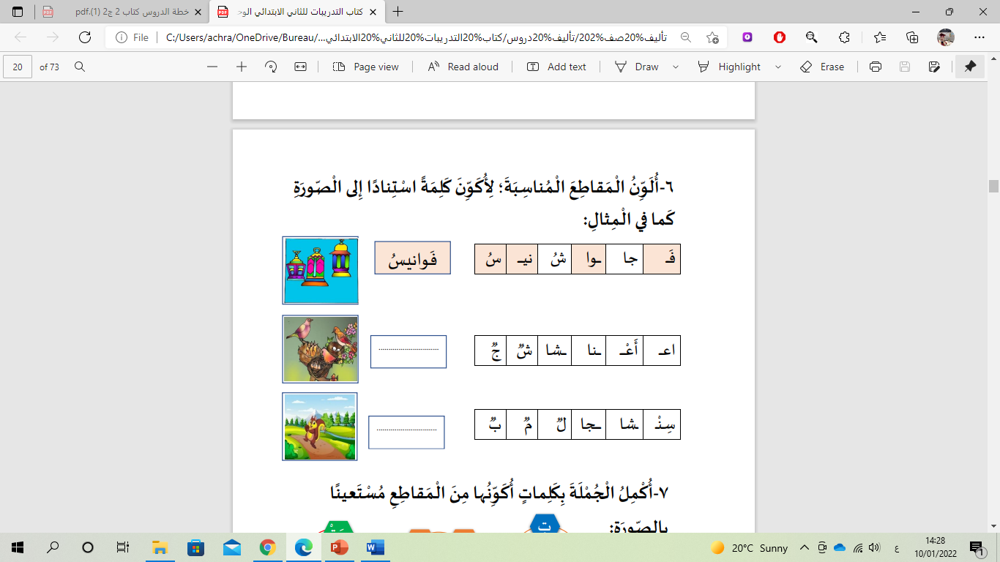 خطة الدروس كتاب 2 ج2 (1).pdf
كتاب التدريبات للثاني الابتدائي الو
File
C:/Users/achra/OneDrive/Bureau/تأليف%20صف%202/تأليف%20دروس/كتاب%20التدريبات%20للثاني%20الابتدائي...
20 of 73
Page view
Read aloud
Add text
Draw
Highlight
Erase
٦-أُلَوِّنُ الْمَقاطِعَ الْمُناسِبَةَ؛ لِأُكَوِّنَ كَلِمَةً اسْتِنادًا إِلى الْصّورَةِ
كَما في الْمِثالِ:
فَـ جا ـوا شُ نيـ سُ
فَوانيسُ
اعـ أَعْـ ـنا ـشا شٌ جٌ
سِنْـ ـشا ـجا لٌ مٌ بٌ
٧-أُكْمِلُ الْجُمْلَةَ بِكَلِماتٍ أُكَوِّنُها مِنَ الْمَقاطِعِ مُسْتَعينًا
بِالصّورَةِ:
ت
20°C Sunny
ع
14:28
10/01/2022
1